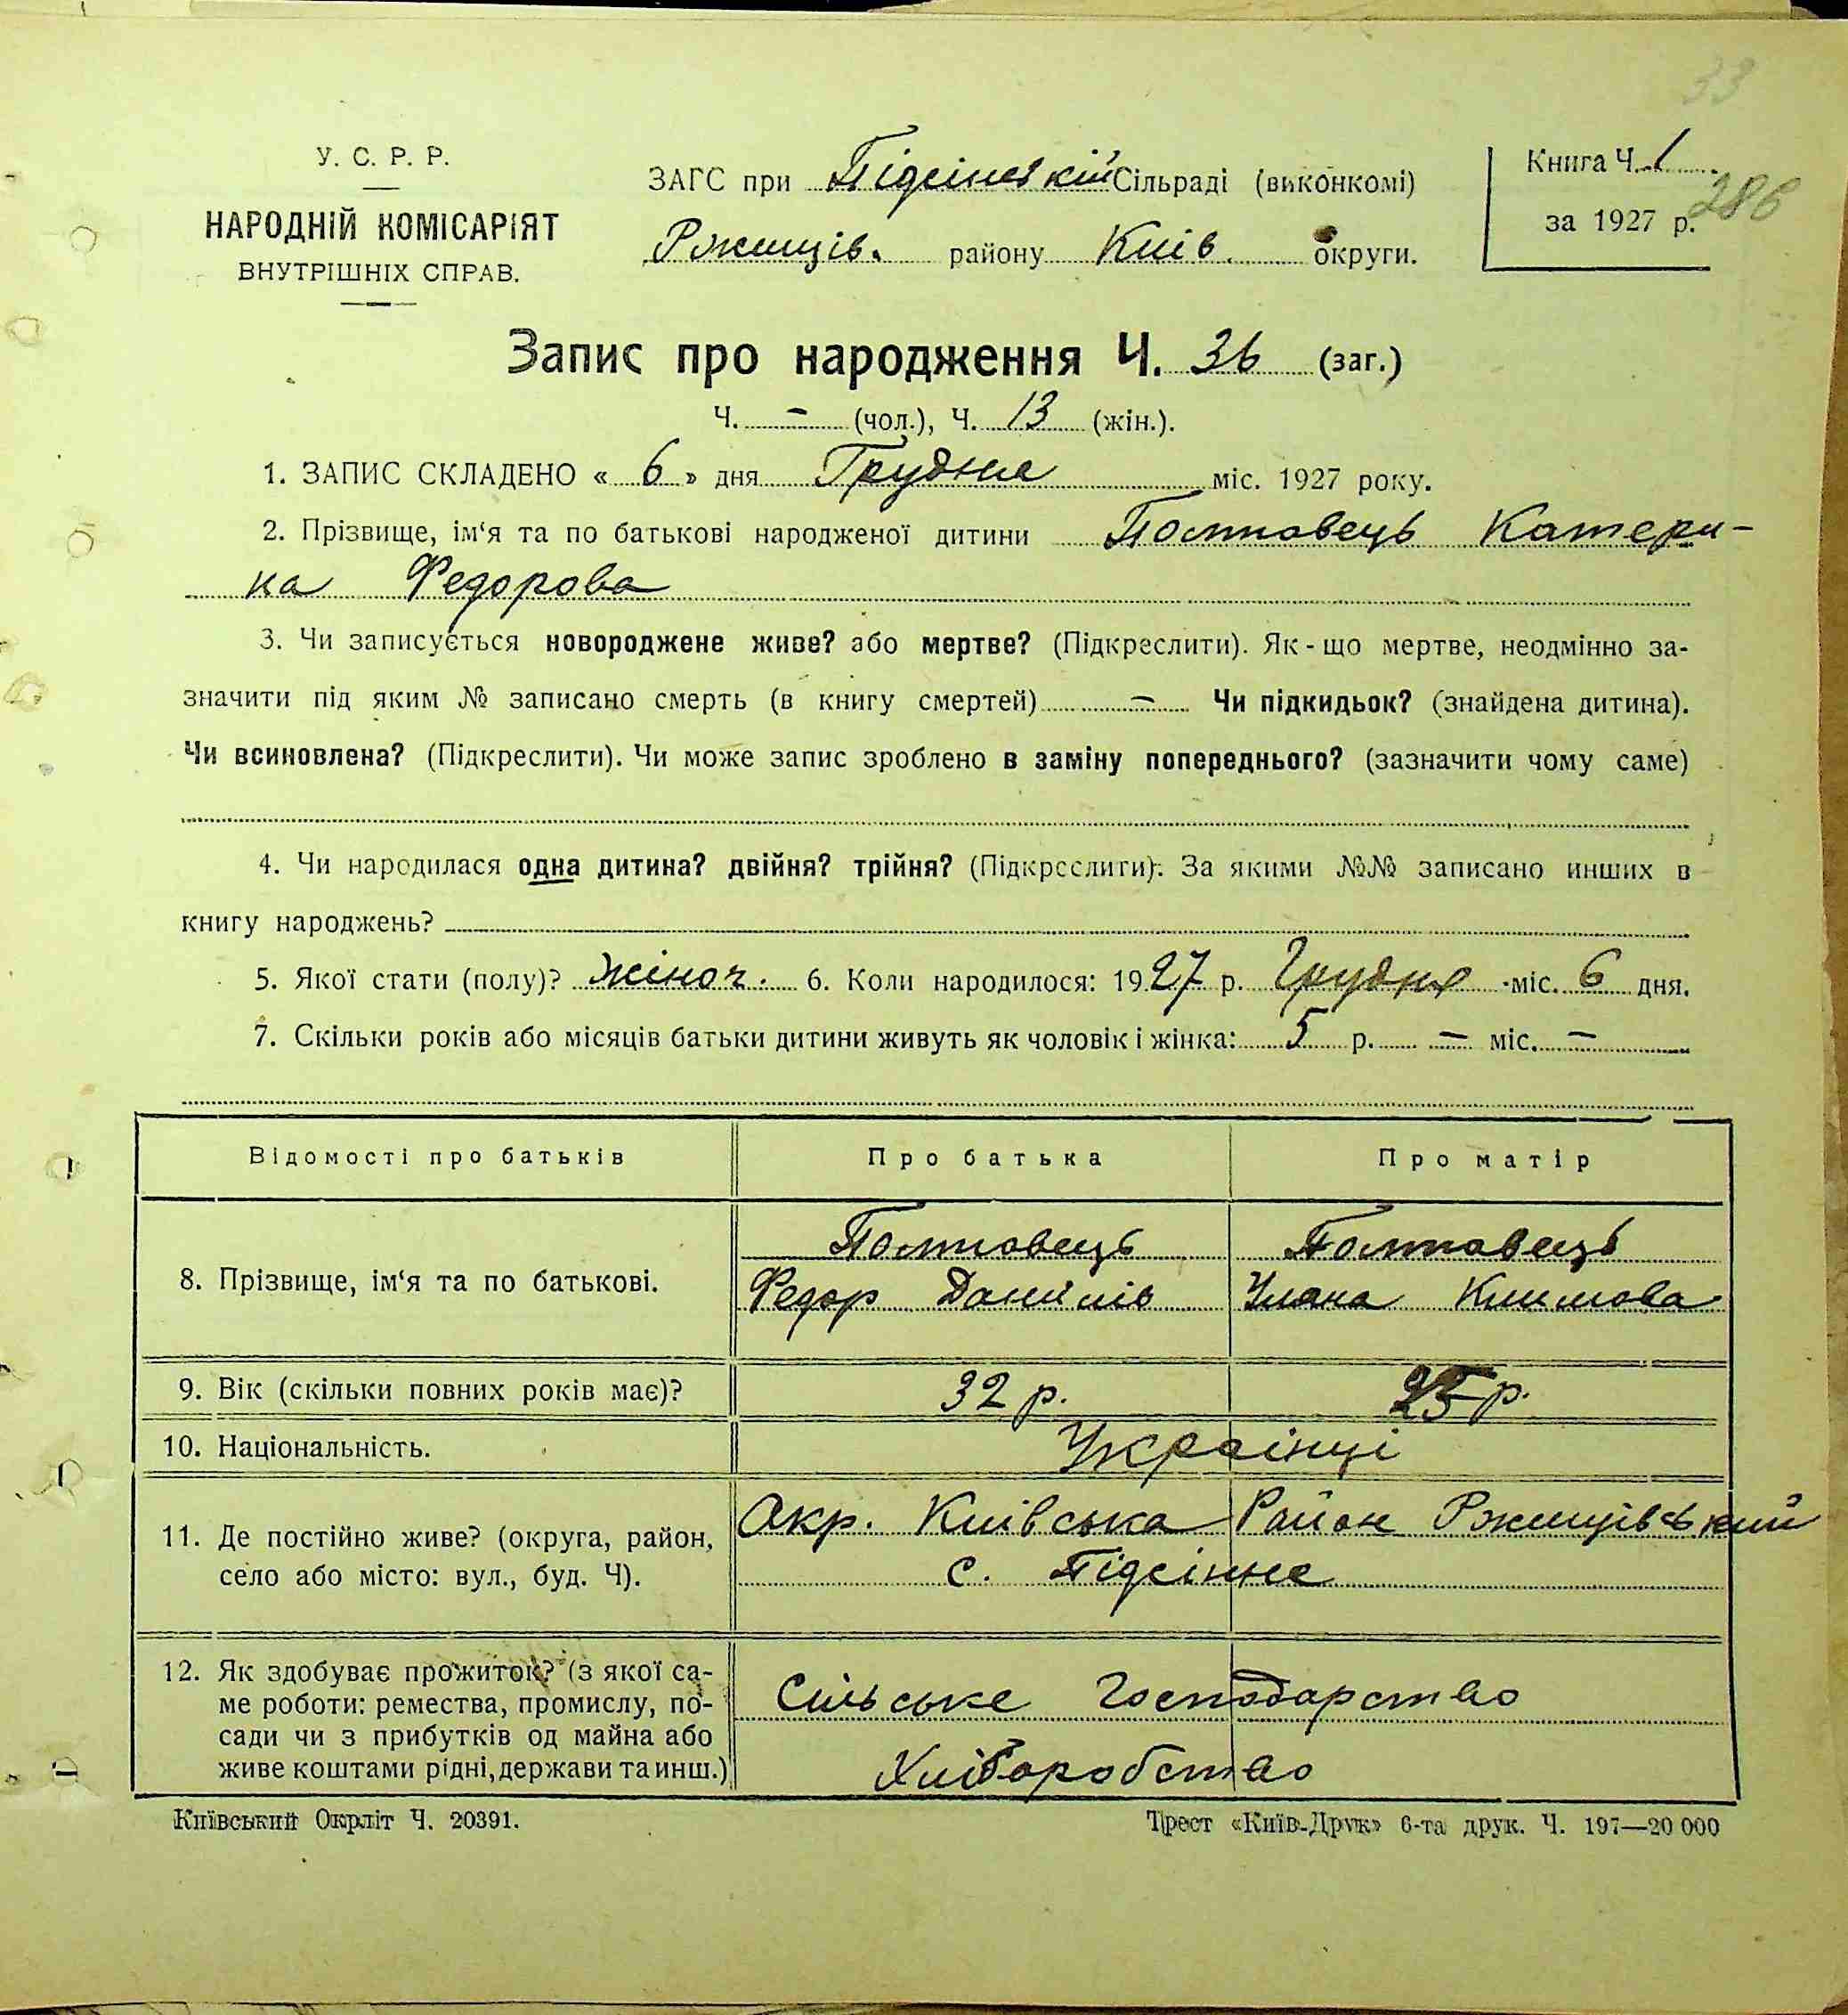 33
У. С. Р. Р.
НАРОДНІЙ КОМІСАРІЯТ
ВНУТРІШНІХ СПРАВ.
ЗАГС при Підсінській Сільраді (виконкомі)
Ржищів. району Київ. округи.
Книга Ч. 1
за 1927 р.
286
Запис про народження Ч. 36 (заг.)
Ч. – (чол.), Ч. 13 (жін.).
1. ЗАПИС СКЛАДЕНО « 6 » дня Грудня міс. 1927 року.
2. Прізвище, ім‘я та по батькові народженої дитини Полтовець Катери-
на Федорова
3. Чи записується новороджене живе? або мертве? (Підкреслити). Як-що мертве, неодмінно за-
значити під яким № записано смерть (в книгу смертей) – Чи підкидьок? (знайдена дитина).
Чи всиновлена? (Підкреслити). Чи може запис зроблено в заміну попереднього? (зазначити чому саме)
4. Чи народилася одна дитина? двійня? трійня? (Підкреслити). За якими №№ записано инших в
книгу народжень?
5. Якої стати (полу)? жіноч. 6. Коли народилося: 1927 р. Грудня міс. 6 дня.
7. Скільки років або місяців батьки дитини живуть як чоловік і жінка: 5 р. – міс. –
Відомості про батьків Про батька Про матір
8. Прізвище, ім‘я та по батькові.
Полтовець Полтавець
Федор Данилів Уляна Климова
9. Вік (скільки повних років має)? 32 р. 25 р.
10. Національність. Українці
11. Де постійно живе? (округа, район,
село або місто: вул., буд. Ч).
Окр. Київська Район Ржищівський
с. Підсінне
12. Як здобуває прожиток? (з якої са-
ме роботи: ремества, промислу, по-
сади чи з прибутків од майна або
живе коштами рідні, держави та инш.)
Сільське Господарство
Хліборобство
Київський Окрліт Ч. 20391.
Трест «Київ-Друк» 6-та друк. Ч. 197—20 000